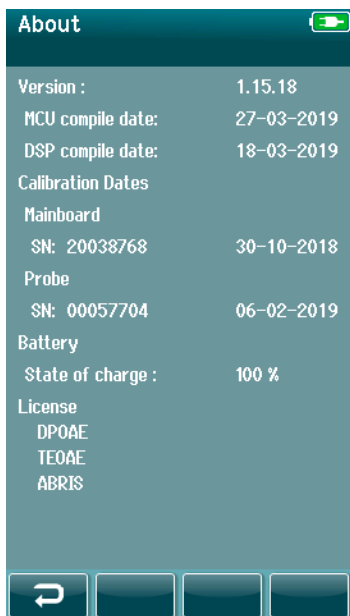 About
Version : 1.15.18
MCU compile date: 27-03-2019
DSP compile date: 18-03-2019
Calibration Dates
Mainboard
SN: 20038768 30-10-2018
Probe
SN: 00057704 06-02-2019
Battery
State of charge : 100 %
License
DPOAE
TEOAE
ABRIS